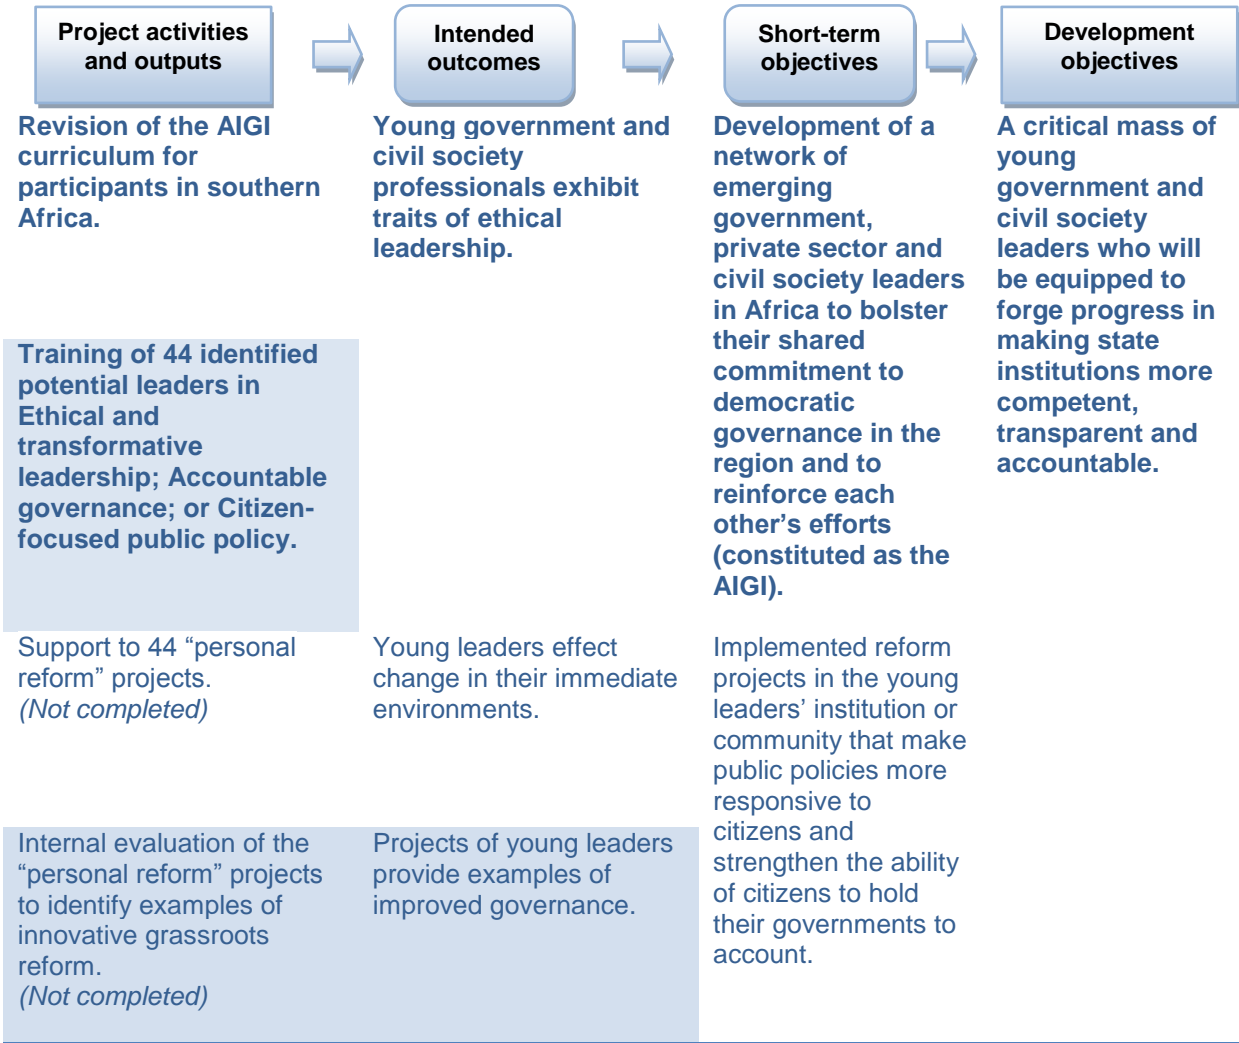 Project activities
and outputs
Intended
outcomes
Short-term
objectives
Development
objectives
Revision of the AIGI
curriculum for
participants in southern
Africa.
Young government and
civil society
professionals exhibit
traits of ethical
leadership.
Development of a
network of
emerging
government,
private sector and
civil society leaders
in Africa to bolster
their shared
commitment to
democratic
governance in the
region and to
reinforce each
other’s efforts
(constituted as the
AIGI).
A critical mass of
young
government and
civil society
leaders who will
be equipped to
forge progress in
making state
institutions more
competent,
transparent and
accountable.
Training of 44 identified
potential leaders in
Ethical and
transformative
leadership; Accountable
governance; or Citizen-
focused public policy.
Support to 44 “personal
reform” projects.
(Not completed)
Young leaders effect
change in their immediate
environments.
Implemented reform
projects in the young
leaders’ institution or
community that make
public policies more
responsive to
citizens and
strengthen the ability
of citizens to hold
their governments to
account.
Internal evaluation of the
“personal reform” projects
to identify examples of
innovative grassroots
reform.
(Not completed)
Projects of young leaders
provide examples of
improved governance.